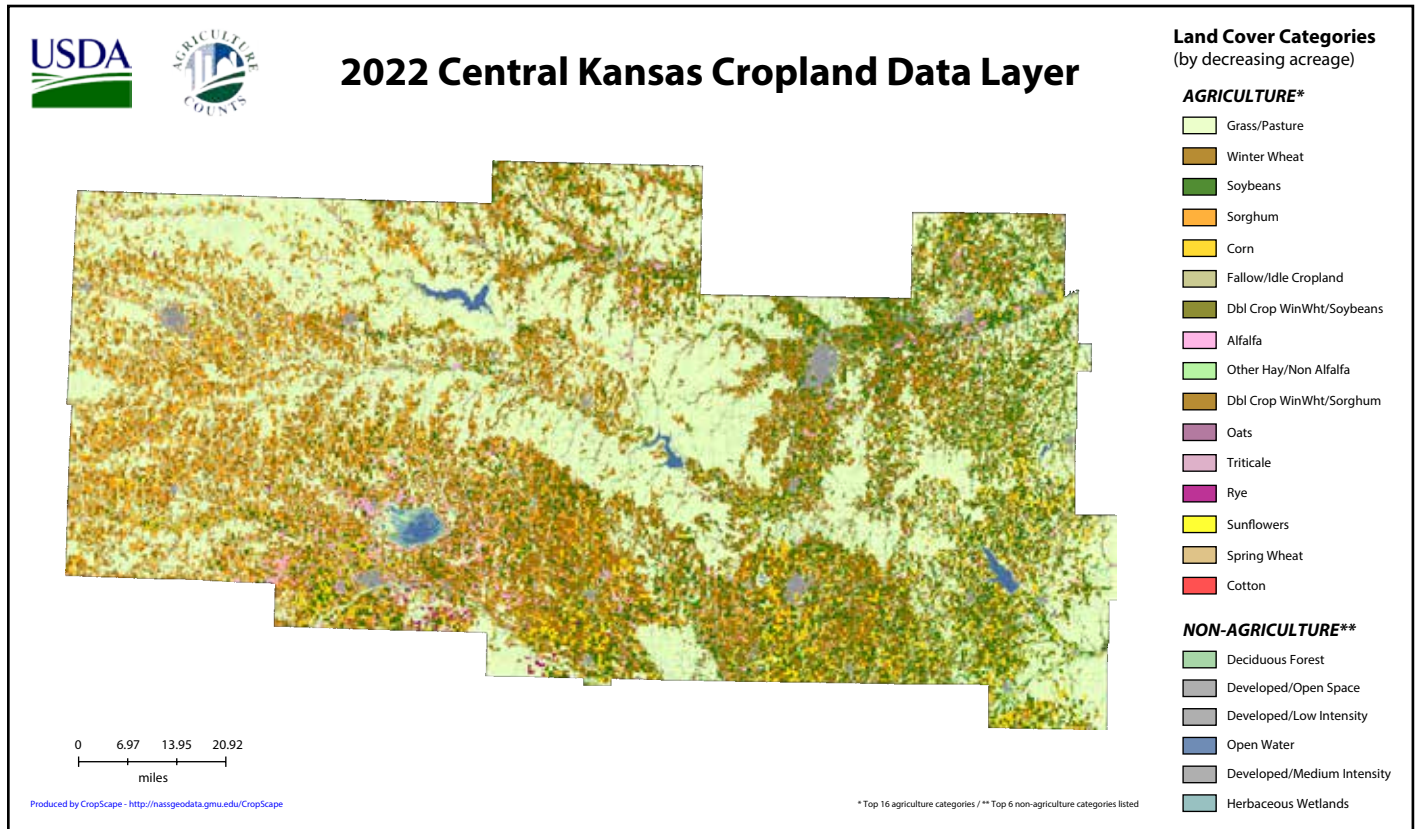 USDA
AGRICULTURE
COUNTS
2022 Central Kansas Cropland Data Layer
Land Cover Categories
(by decreasing acreage)
AGRICULTURE*
Grass/Pasture
Winter Wheat
Soybeans
Sorghum
Corn
Fallow/Idle Cropland
Dbl Crop WinWht/Soybeans
Alfalfa
Other Hay/Non Alfalfa
Dbl Crop WinWht/Sorghum
Oats
Triticale
Rye
Sunflowers
Spring Wheat
Cotton
NON-AGRICULTURE**
Deciduous Forest
Developed/Open Space
Developed/Low Intensity
Open Water
Developed/Medium Intensity
Herbaceous Wetlands
0 6.97 13.95 20.92
miles
Produced by CropScape - http://nassgeodata.gmu.edu/CropScape
* Top 16 agriculture categories / ** Top 6 non-agriculture categories listed